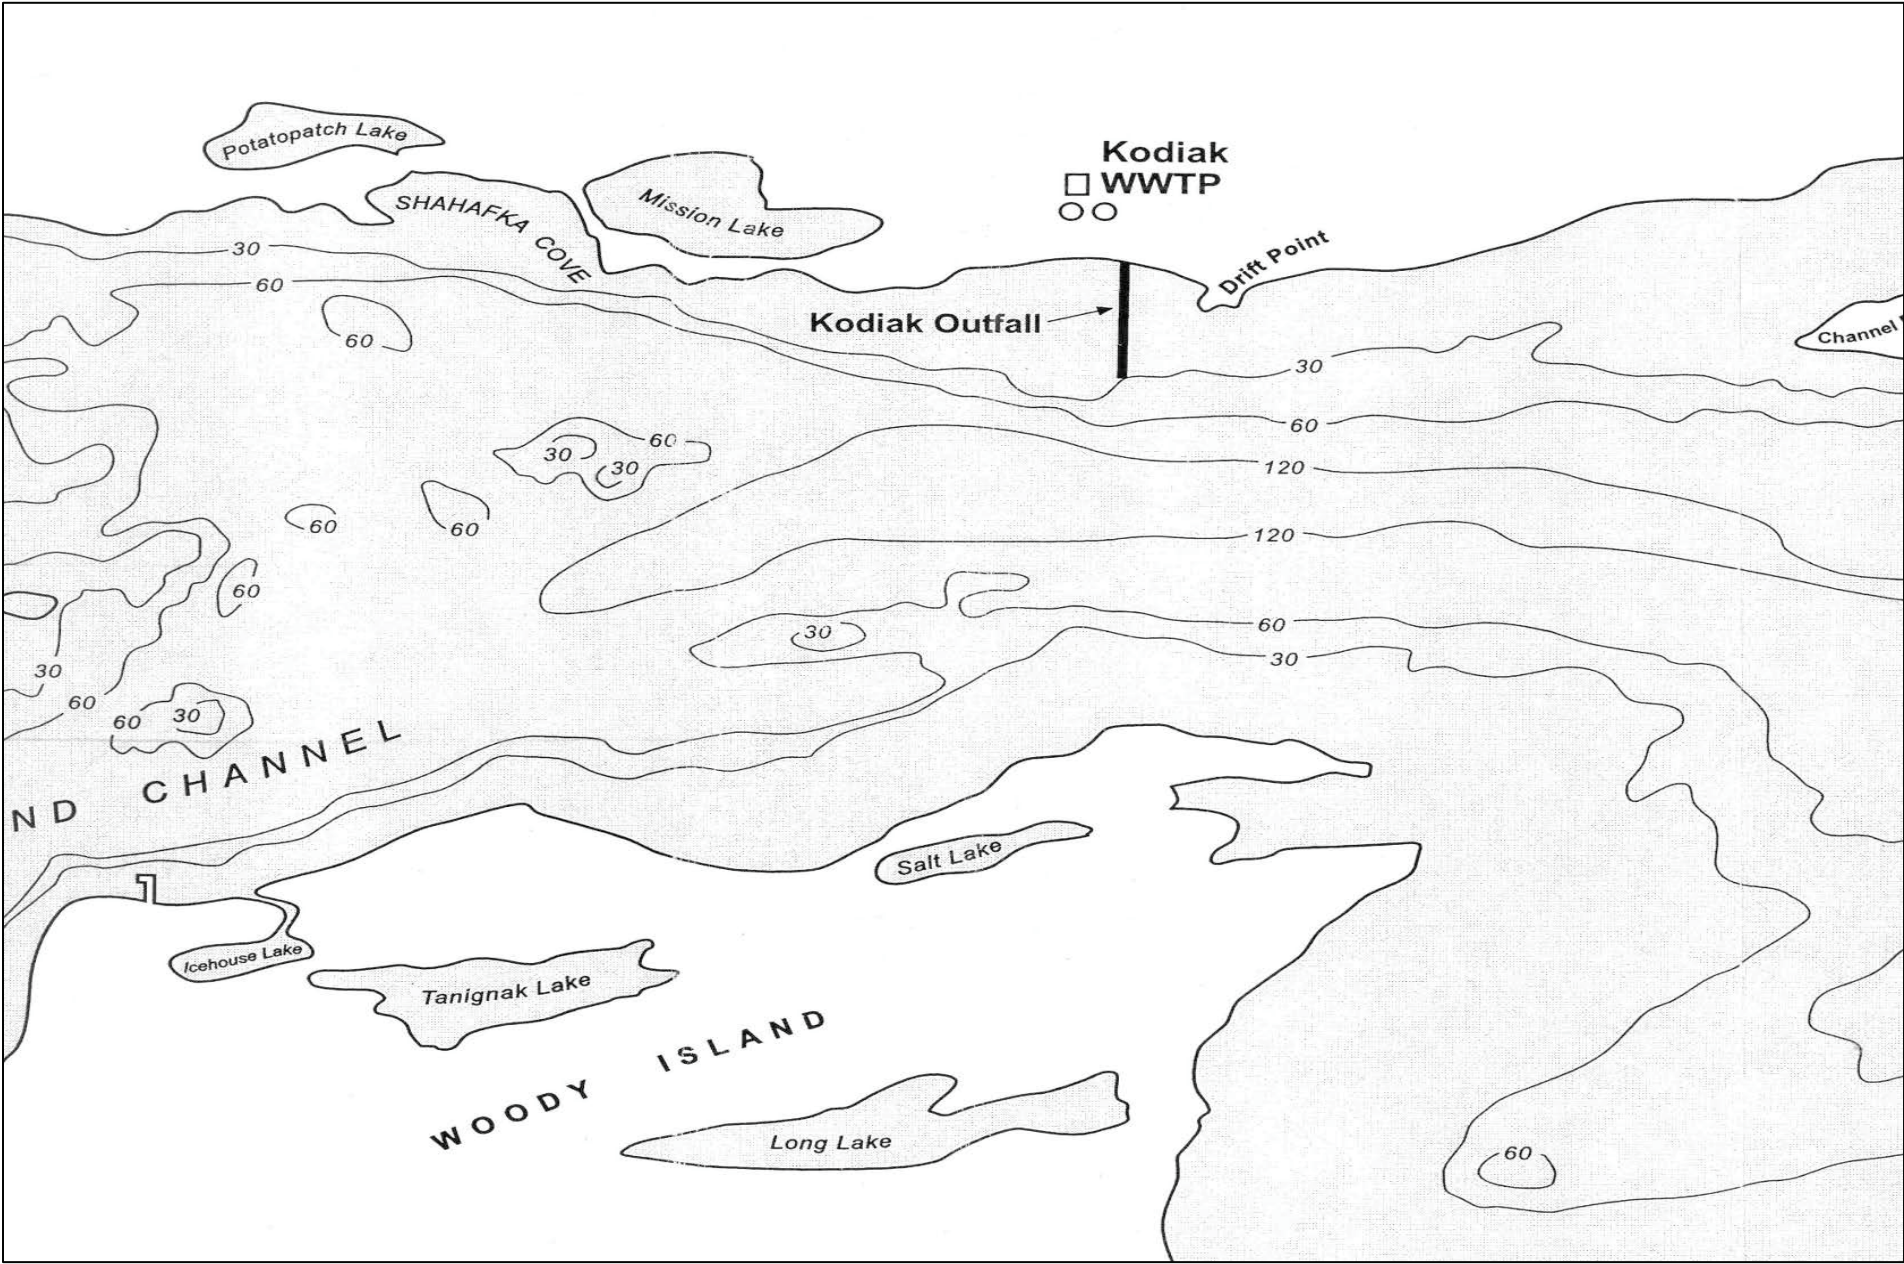 Potatopatch Lake
Kodiak
WWTP
SHAHAFKA COVE
Mission Lake
Drift Point
30
60
Kodiak Outfall
60
Channel
30
60
30
60
30
60
120
60
60
120
60
60
30
30
30
60
60
30
ND CHANNEL
Salt Lake
Icehouse Lake
Tanignak Lake
WOODY ISLAND
Long Lake
60